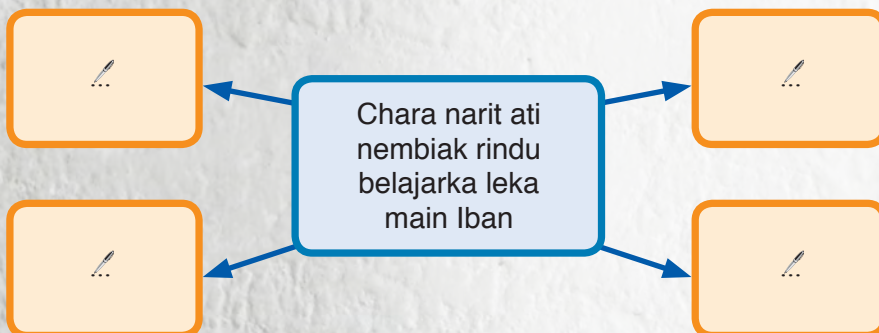 ...
...
Chara narit ati
nembiak rindu
belajarka leka
main Iban
...
...